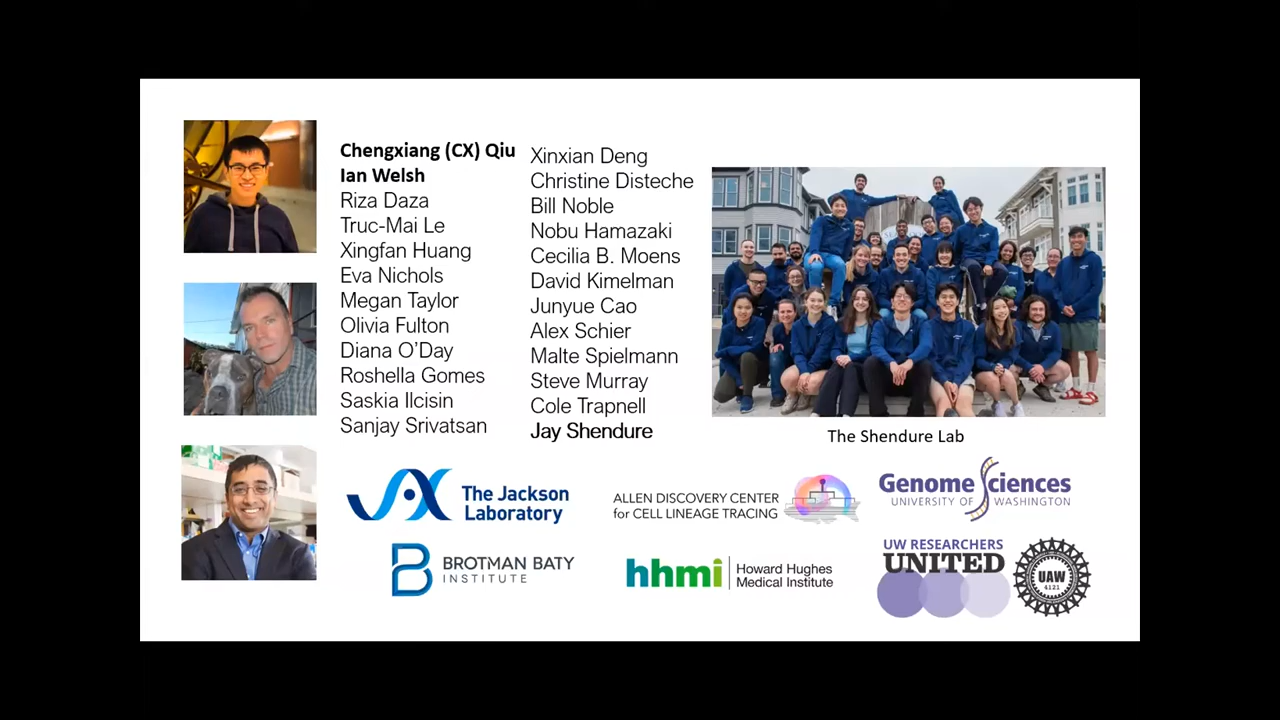 Chengxiang (CX) Qiu
Ian Welsh
Riza Daza
Truc-Mai Le
Xingfan Huang
Eva Nichols
Megan Taylor
Olivia Fulton
Diana O'Day
Roshella Gomes
Saskia Ilcisin
Sanjay Srivatsan
Xinxian Deng
Christine Disteche
Bill Noble
Nobu Hamazaki
Cecilia B. Moens
David Kimelman
Junyue Cao
Alex Schier
Malte Spielmann
Steve Murray
Cole Trapnell
Jay Shendure
The Shendure Lab
The Jackson
Laboratory
ALLEN DISCOVERY CENTER
for CELL LINEAGE TRACING
Genome Sciences
UNIVERSITY OF WASHINGTON
BROTMAN BATY
INSTITUTE
hhmi
Howard Hughes
Medical Institute
UW RESEARCHERS
UNITED
UAW
4121